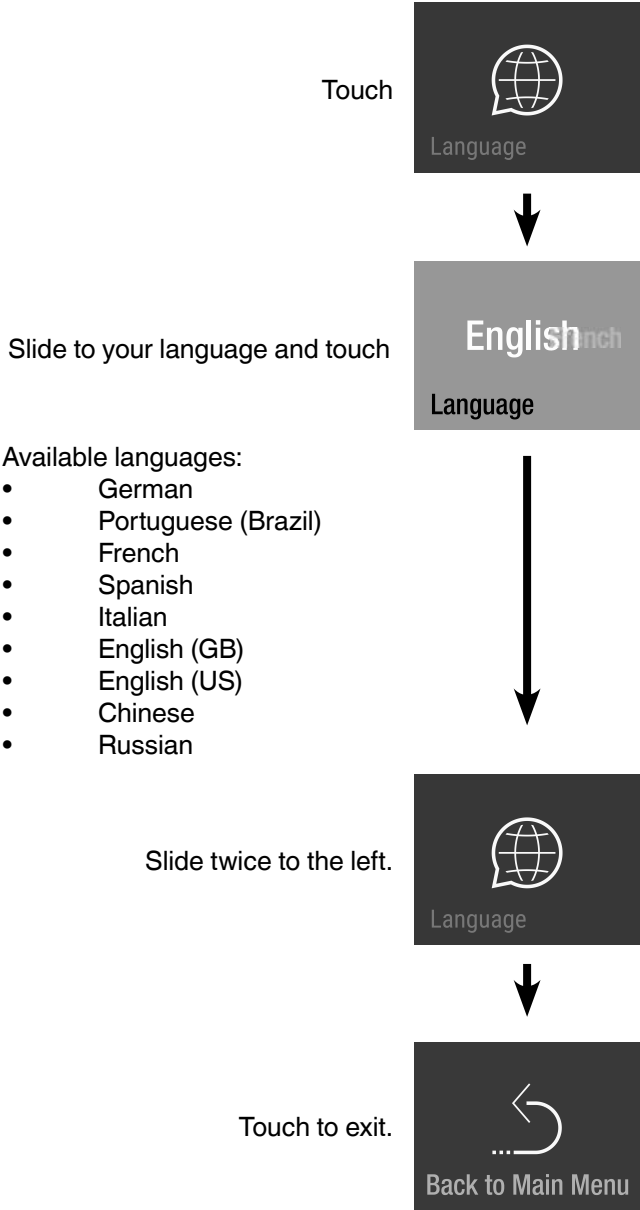 Touch
Language
Slide to your language and touch
English French
Language
Available languages:
• German
• Portuguese (Brazil)
• French
• Spanish
• Italian
• English (GB)
• English (US)
• Chinese
• Russian
Slide twice to the left.
Language
Touch to exit.
Back to Main Menu